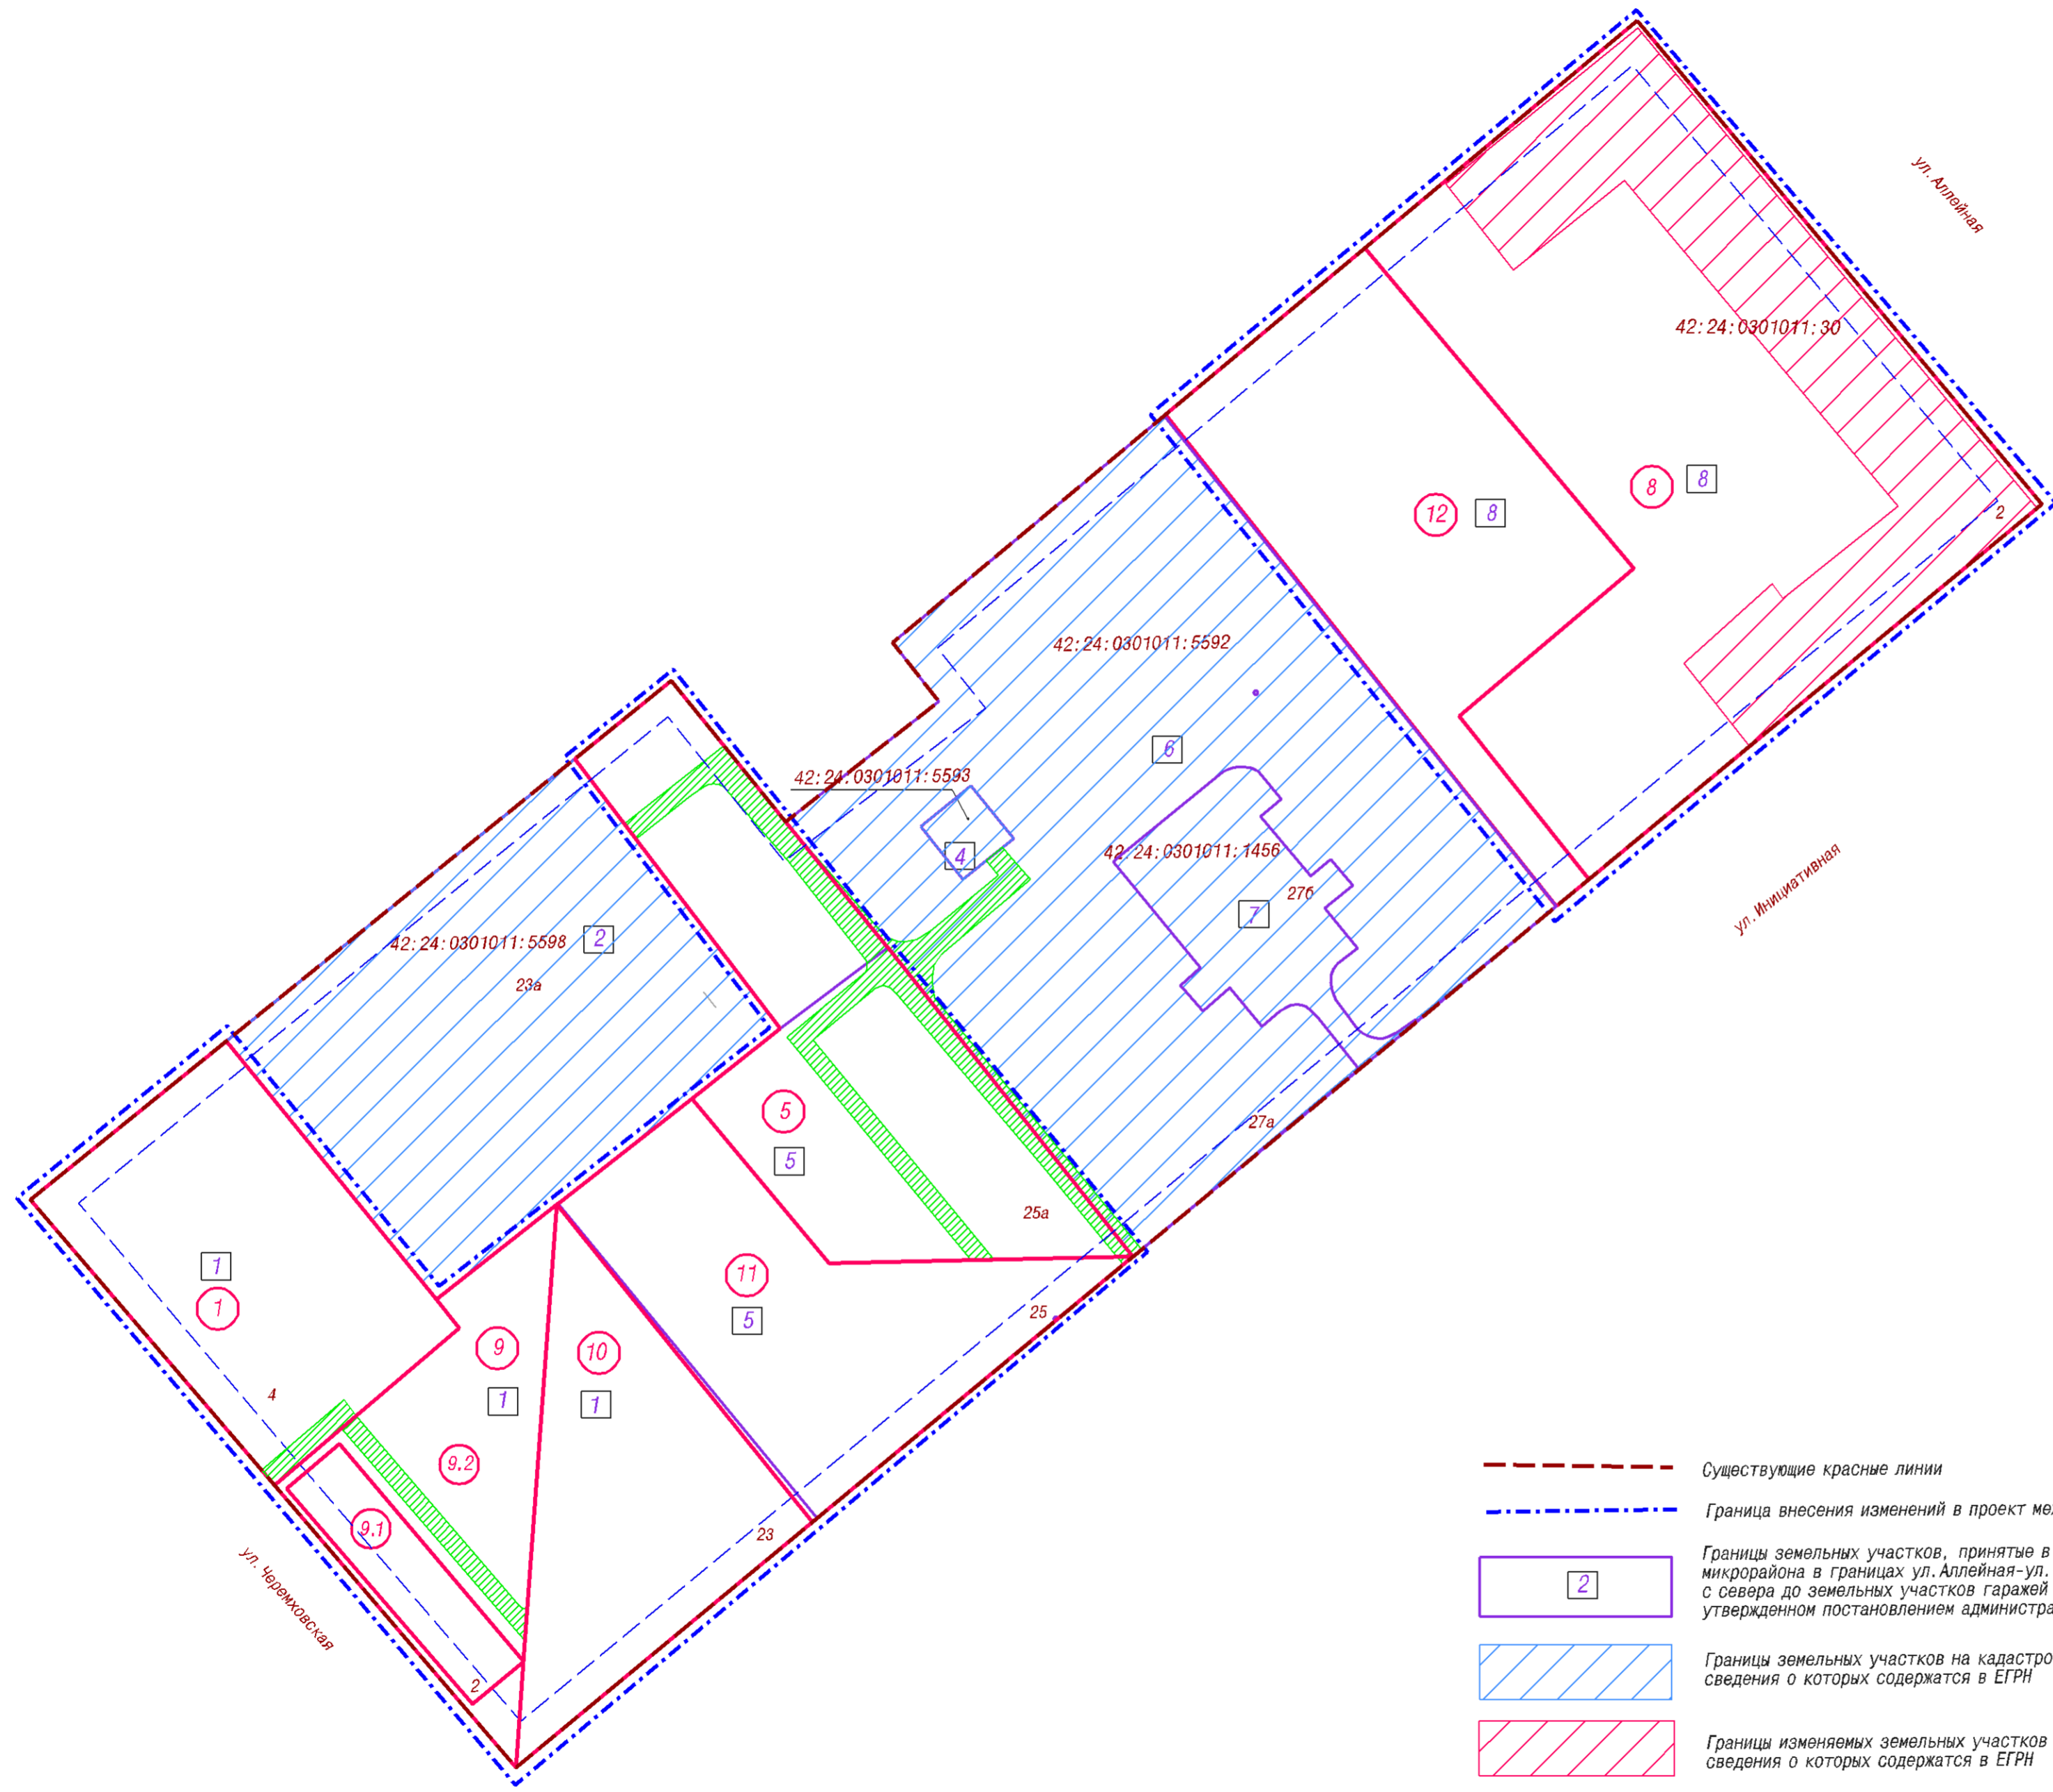 ул. Аллейная
42:24:0301011:30
8
8
12
8
2
42:24:0301011:5592
6
42:24:0301011:5593
4
42:24:0301011:1456
27б
7
ул. Инициативная
42:24:0301011:5598
2
23а
5
5
27а
25а
1
1
11
5
25
9
10
1
1
4
9.2
9.1
23
2
ул. Черемховская
Существующие красные линии
Граница внесения изменений в проект
2
Границы земельных участков, принятые в
микрорайона в границах ул.Аллейная-ул.
с севера до земельных участков гаражей
утвержденном постановлением
Границы земельных участков на
сведения о которых содержатся в ЕГРН
Границы изменяемых земельных участков
сведения о которых содержатся в ЕГРН